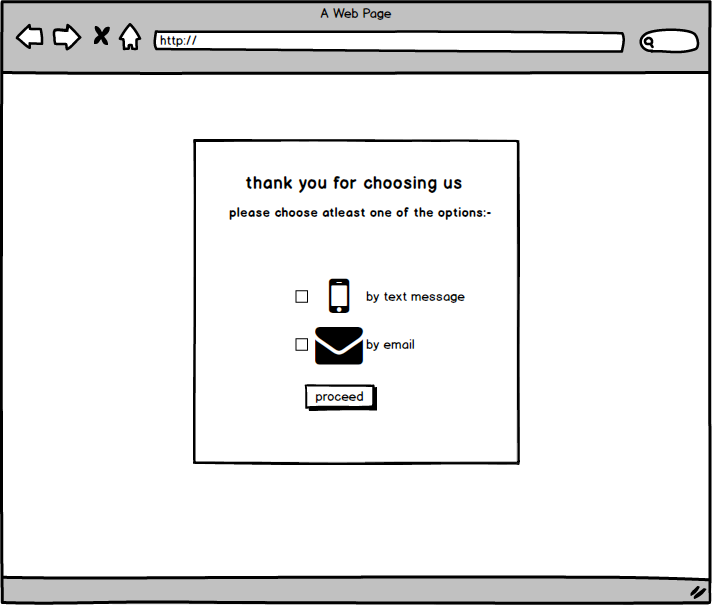 A Web Page
http://
thank you for choosing us
please choose atleast one of the options:-
by text message
by email
proceed